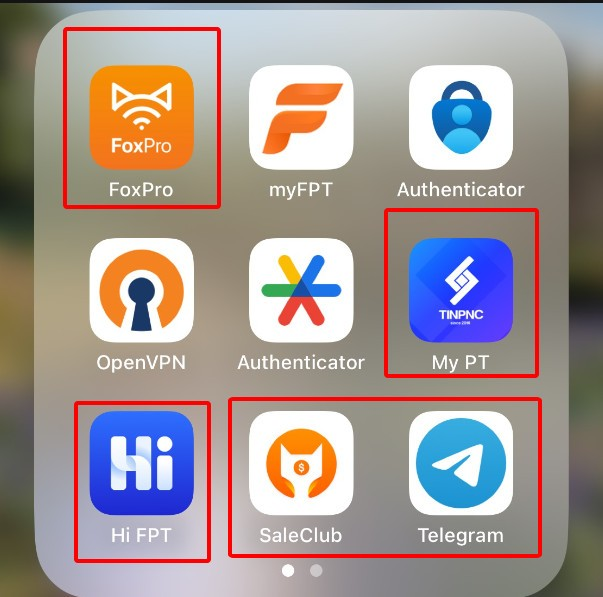 FoxPro
FoxPro myFPT Authenticator
TINPNC
since 2018
OpenVPN Authenticator My PT
Hi
$
Hi FPT SaleClub Telegram